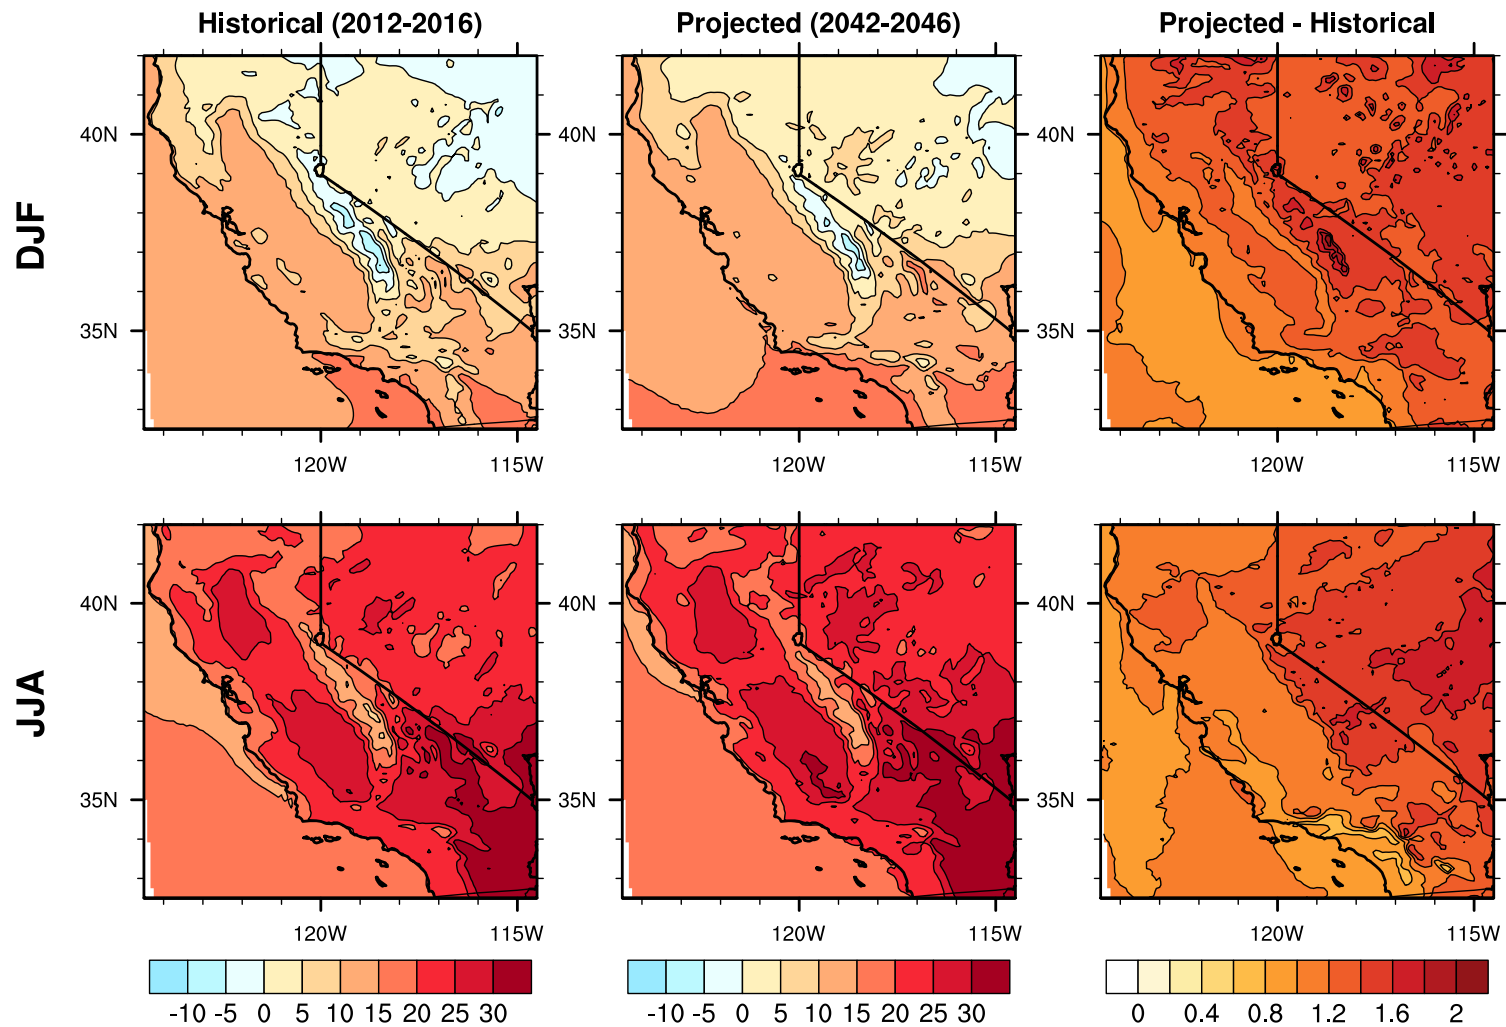 Historical (2012-2016) Projected (2042-2046) Projected - Historical
DJF
40N 40N 40N
35N 35N 35N
120W 115W 120W 115W 120W 115W
JJA
40N 40N 40N
35N 35N 35N
120W 115W 120W 115W 120W 115W
-10 -5 0 5 10 15 20 25 30 -10 -5 0 5 10 15 20 25 30 0 0.4 0.8 1.2 1.6 2